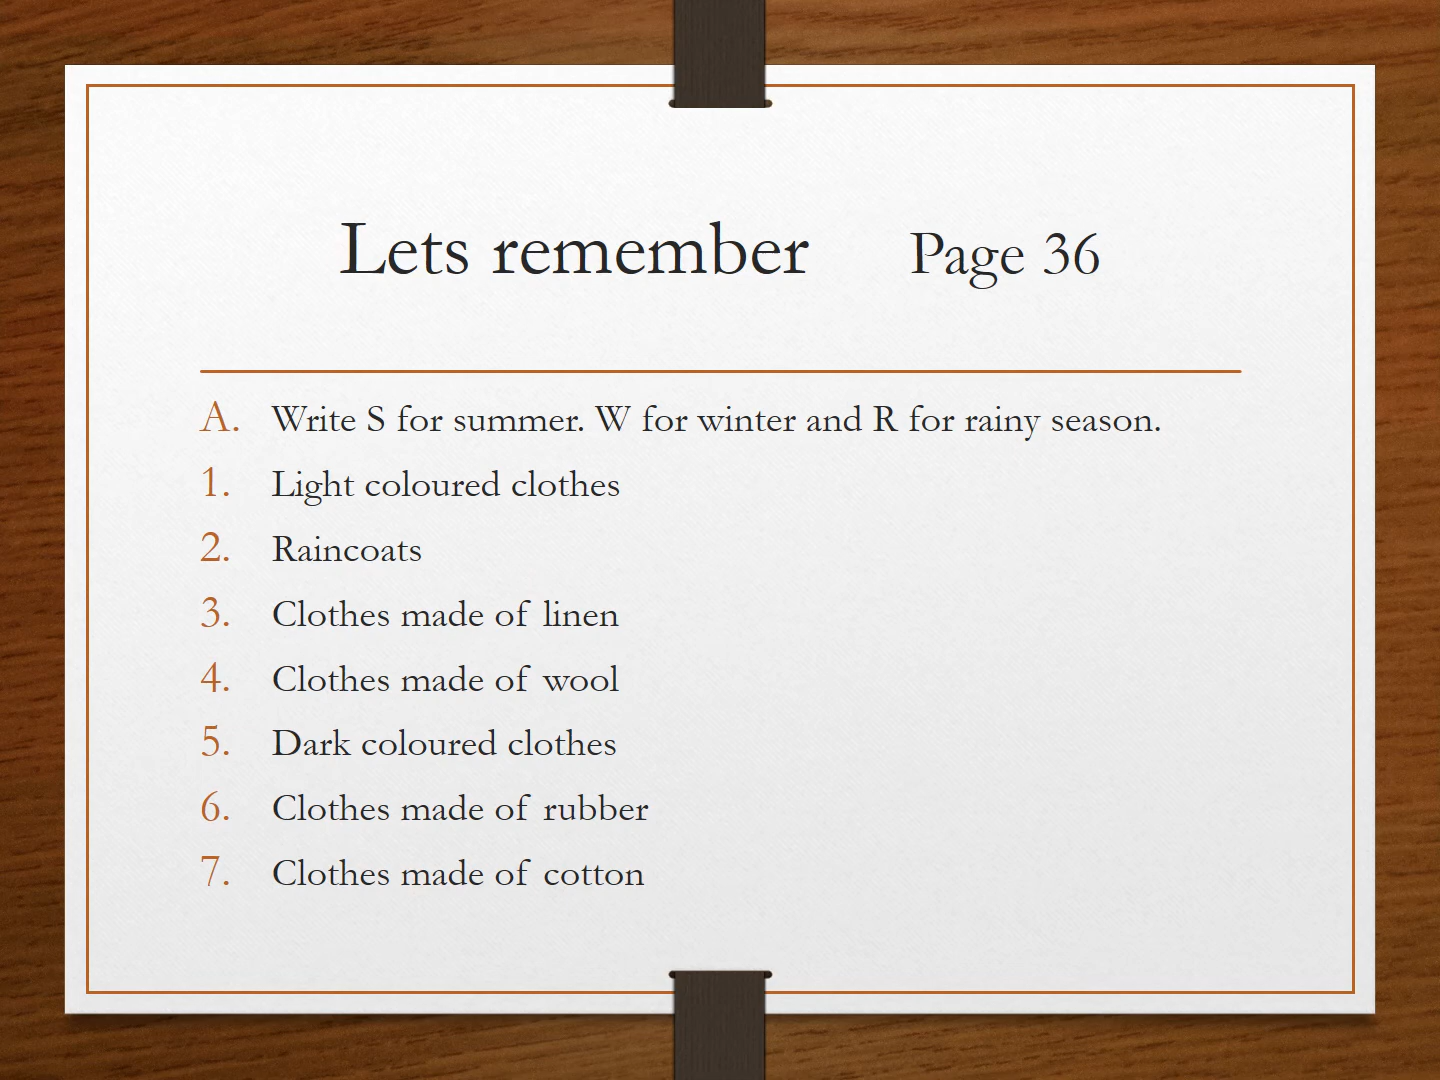 Lets remember Page 36
A. Write S for summer. W for winter and R for rainy season.
1. Light coloured clothes
2. Raincoats
3. Clothes made of linen
4. Clothes made of wool
5. Dark coloured clothes
6. Clothes made of rubber
7. Clothes made of cotton